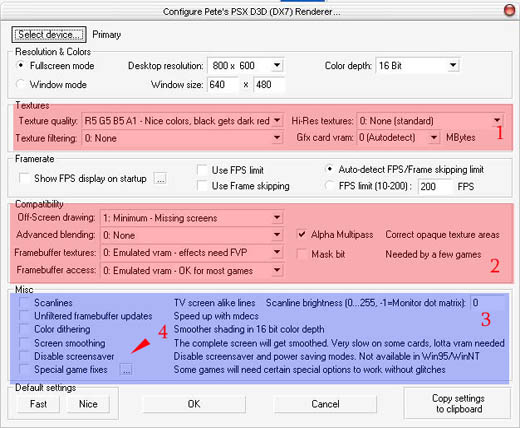 Configure Pete's PSX D3D (DX7) Renderer...
Select device... Primary
Resolution & Colors
Fullscreen mode Desktop resolution: 800 x 600 Color depth: 16 Bit
Window mode Window size: 640 x 480
Textures
Texture quality: R5 G5 B5 A1 - Nice colors, black gets dark red Hi-Res textures: 0: None (standard)
Texture filtering: 0: None Gfx card vram: 0 (Autodetect) MBytes
1
Framerate
Show FPS display on startup ... Use FPS limit Auto-detect FPS/Frame skipping limit
Use Frame skipping FPS limit (10-200) : 200 FPS
Compatibility
Off-Screen drawing: 1: Minimum - Missing screens
Advanced blending: 0: None Alpha Multipass Correct opaque texture areas
Framebuffer textures: 0: Emulated vram - effects need FVP Mask bit Needed by a few games
Framebuffer access: 0: Emulated vram - OK for most games
2
Misc
Scanlines TV screen alike lines Scanline brightness (0...255, -1=Monitor dot matrix): 0
Unfiltered framebuffer updates Speed up with mdecs
3
Color dithering Smoother shading in 16 bit color depth
4
Screen smoothing The complete screen will get smoothed. Very slow on some cards, lotta vram needed
Disable screensaver Disable screensaver and power saving modes. Not available in Win95/WinNT
Special game fixes ... Some games will need certain special options to work without glitches
Default settings
Fast Nice OK Cancel Copy settings
to clipboard